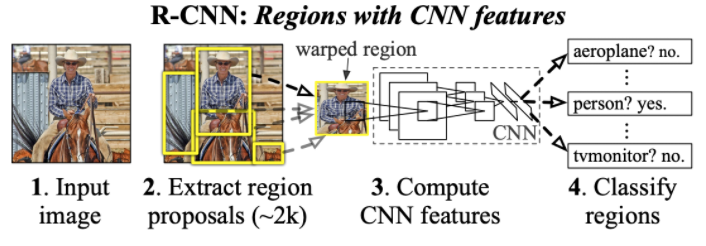 R-CNN: Regions with CNN features
warped region
aeroplane? no.
person? yes.
CNN
tvmonitor? no.
1. Input
image
2. Extract region
proposals (~2k)
3. Compute
CNN features
4. Classify
regions